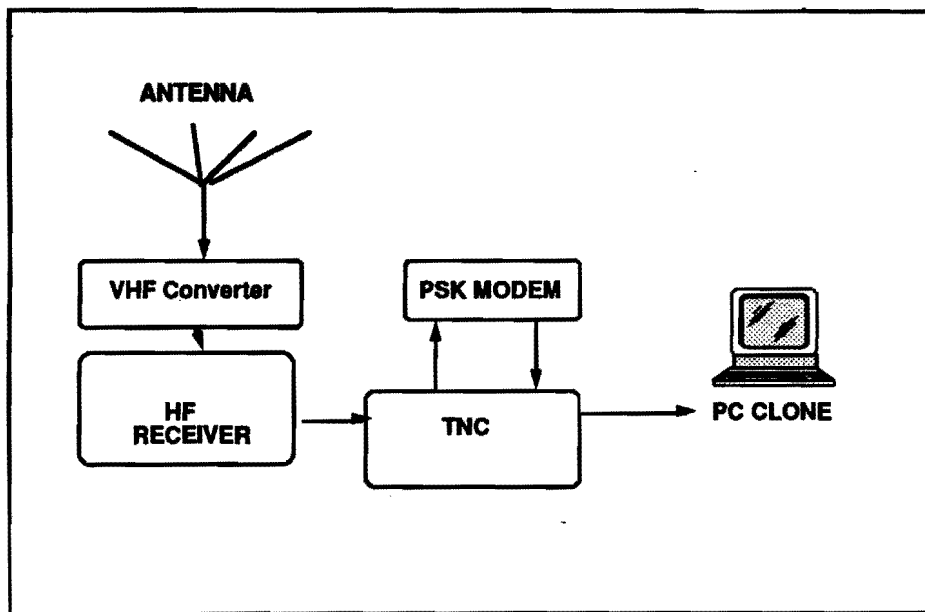 ANTENNA
VHF Converter
PSK MODEM
HF
RECEIVER
TNC
PC CLONE